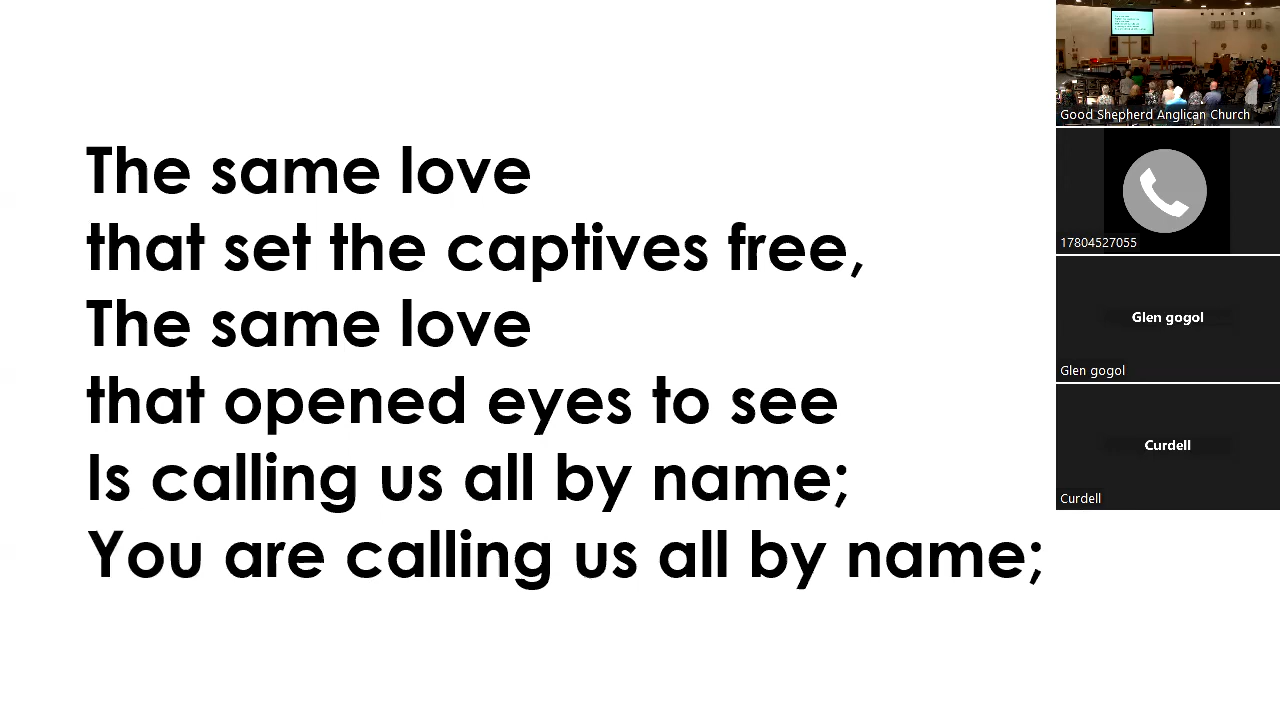 The same love
that set the captives free,
The same love
that opened eyes to see
Is calling us all by name;
You are calling us all by name;
Good Shepherd Anglican Church
17804527055
Glen gogol
Glen gogol
Curdell
Curdell